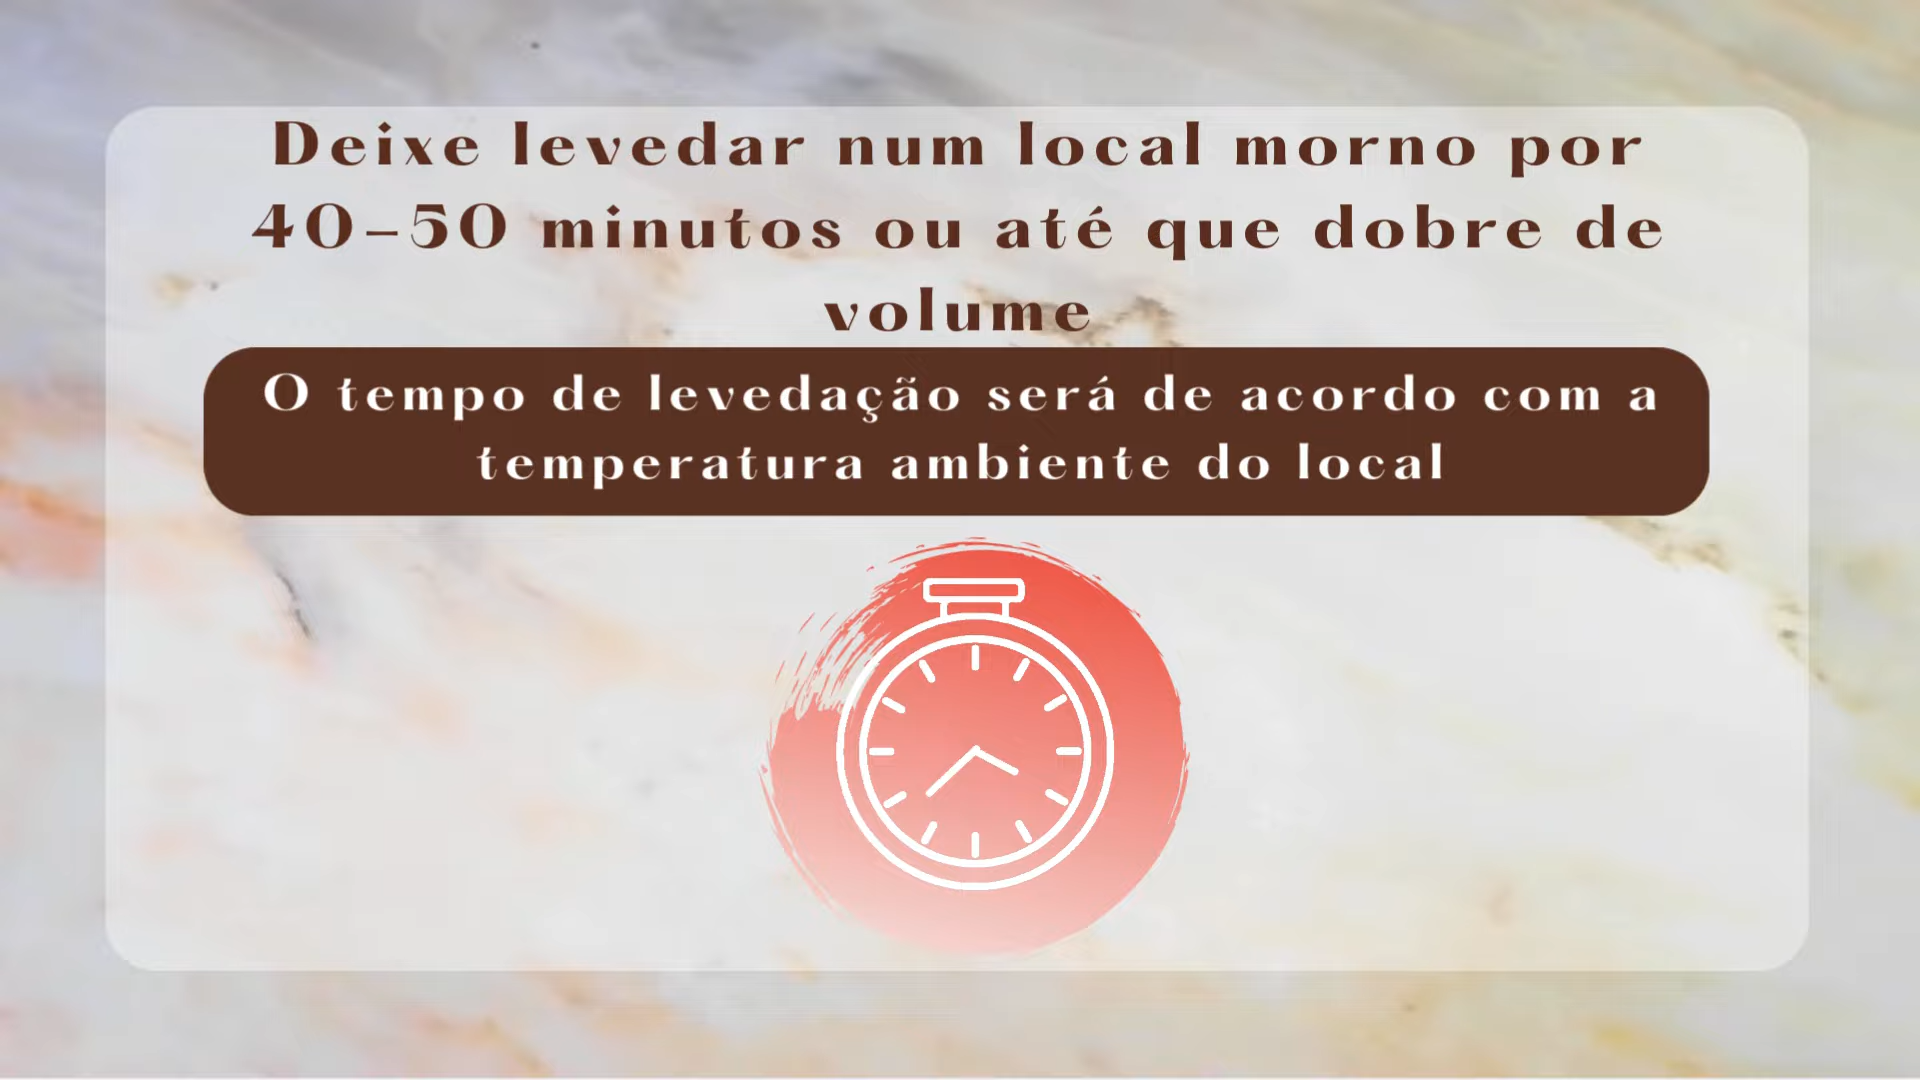 Deixe levedar num local morno por
40-50 minutos ou até que dobre de
volume
O tempo de levedação será de acordo com a
temperatura ambiente do local